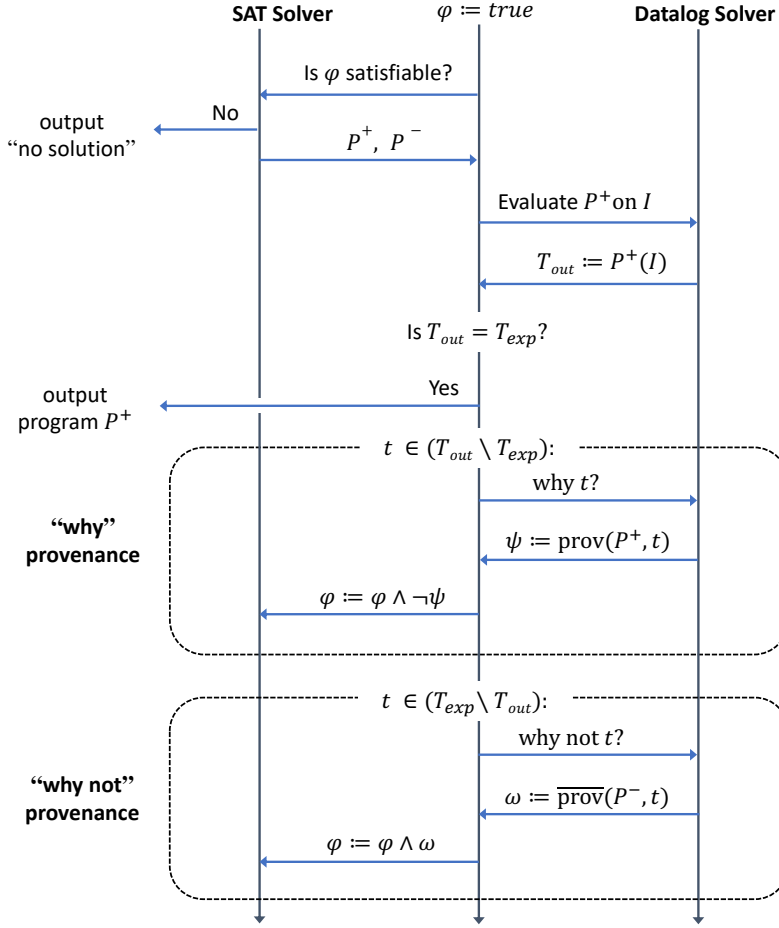 SAT Solver
φ ≔ true
Datalog Solver
Is φ satisfiable?
No
output
“no solution”
P⁺, P⁻
Evaluate P⁺on I
T_out ≔ P⁺(I)
Is T_out = T_exp?
Yes
output
program P⁺
t ∈ (T_out \ T_exp):
why t?
“why”
provenance
ψ ≔ prov(P⁺, t)
φ ≔ φ ∧ ¬ψ
t ∈ (T_exp\ T_out):
why not t?
“why not”
provenance
ω ≔ p̅r̅o̅v̅(P⁻, t)
φ ≔ φ ∧ ω